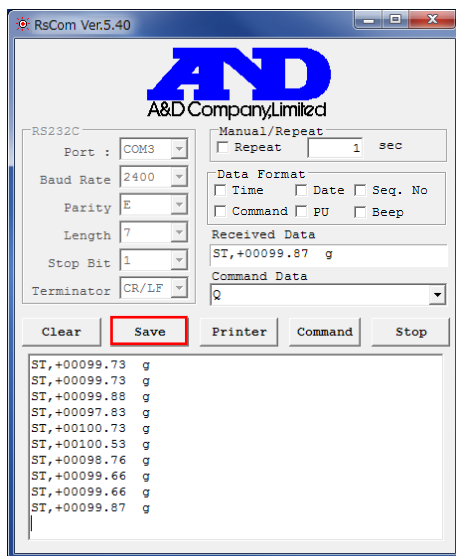 RsCom Ver.5.40
AND
A&D Company,Limited
RS232C
Port : COM3
Baud Rate 2400
Parity E
Length 7
Stop Bit 1
Terminator CR/LF
Manual/Repeat
Repeat 1 sec
Data Format
Time Date Seq. No
Command PU Beep
Received Data
ST,+00099.87 g
Command Data
Q
Clear Save Printer Command Stop
ST,+00099.73 g
ST,+00099.73 g
ST,+00099.88 g
ST,+00097.83 g
ST,+00100.73 g
ST,+00100.53 g
ST,+00098.76 g
ST,+00099.66 g
ST,+00099.66 g
ST,+00099.87 g